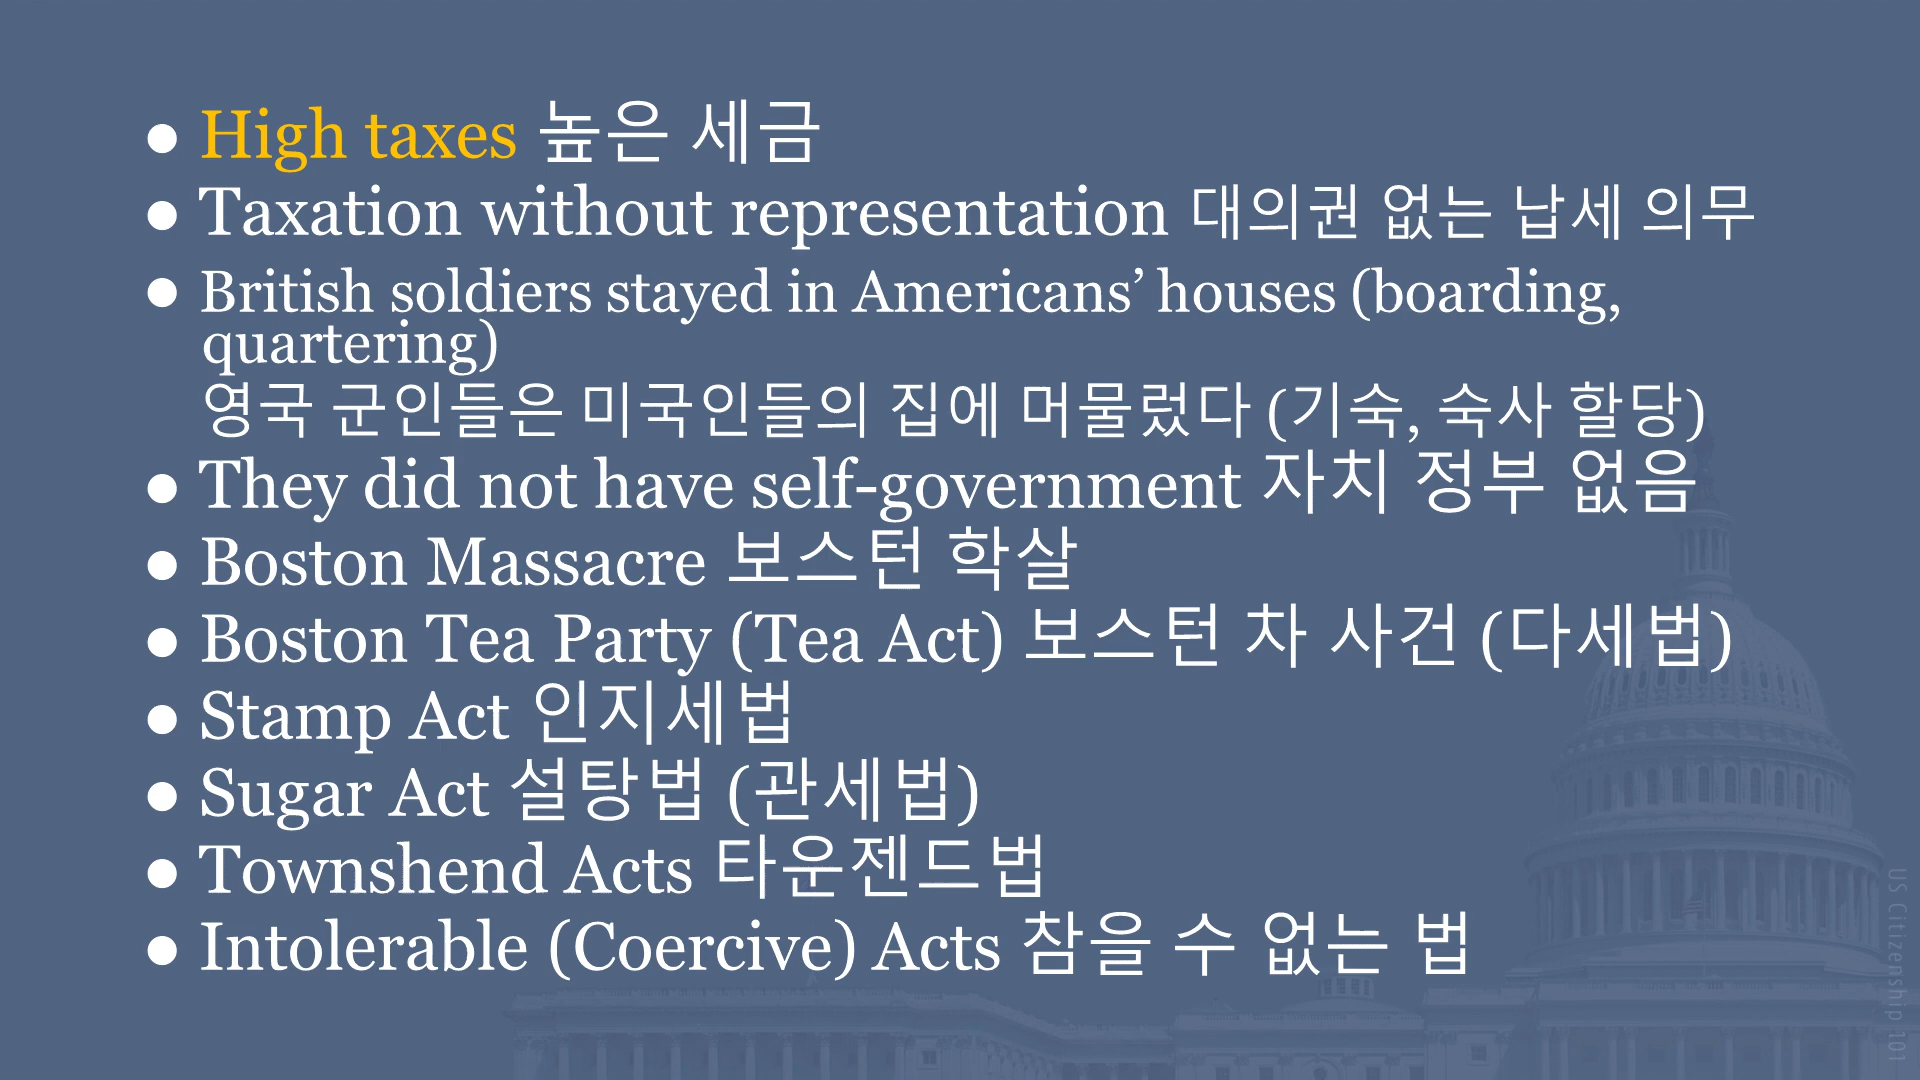 ● High taxes 높은 세금
● Taxation without representation 대의권 없는 납세 의무
● British soldiers stayed in Americans’ houses (boarding,
quartering)
영국 군인들은 미국인들의 집에 머물렀다 (기숙, 숙사 할당)
● They did not have self-government 자치 정부 없음
● Boston Massacre 보스턴 학살
● Boston Tea Party (Tea Act) 보스턴 차 사건 (다세법)
● Stamp Act 인지세법
● Sugar Act 설탕법 (관세법)
● Townshend Acts 타운젠드법
● Intolerable (Coercive) Acts 참을 수 없는 법
US Citizenship 101